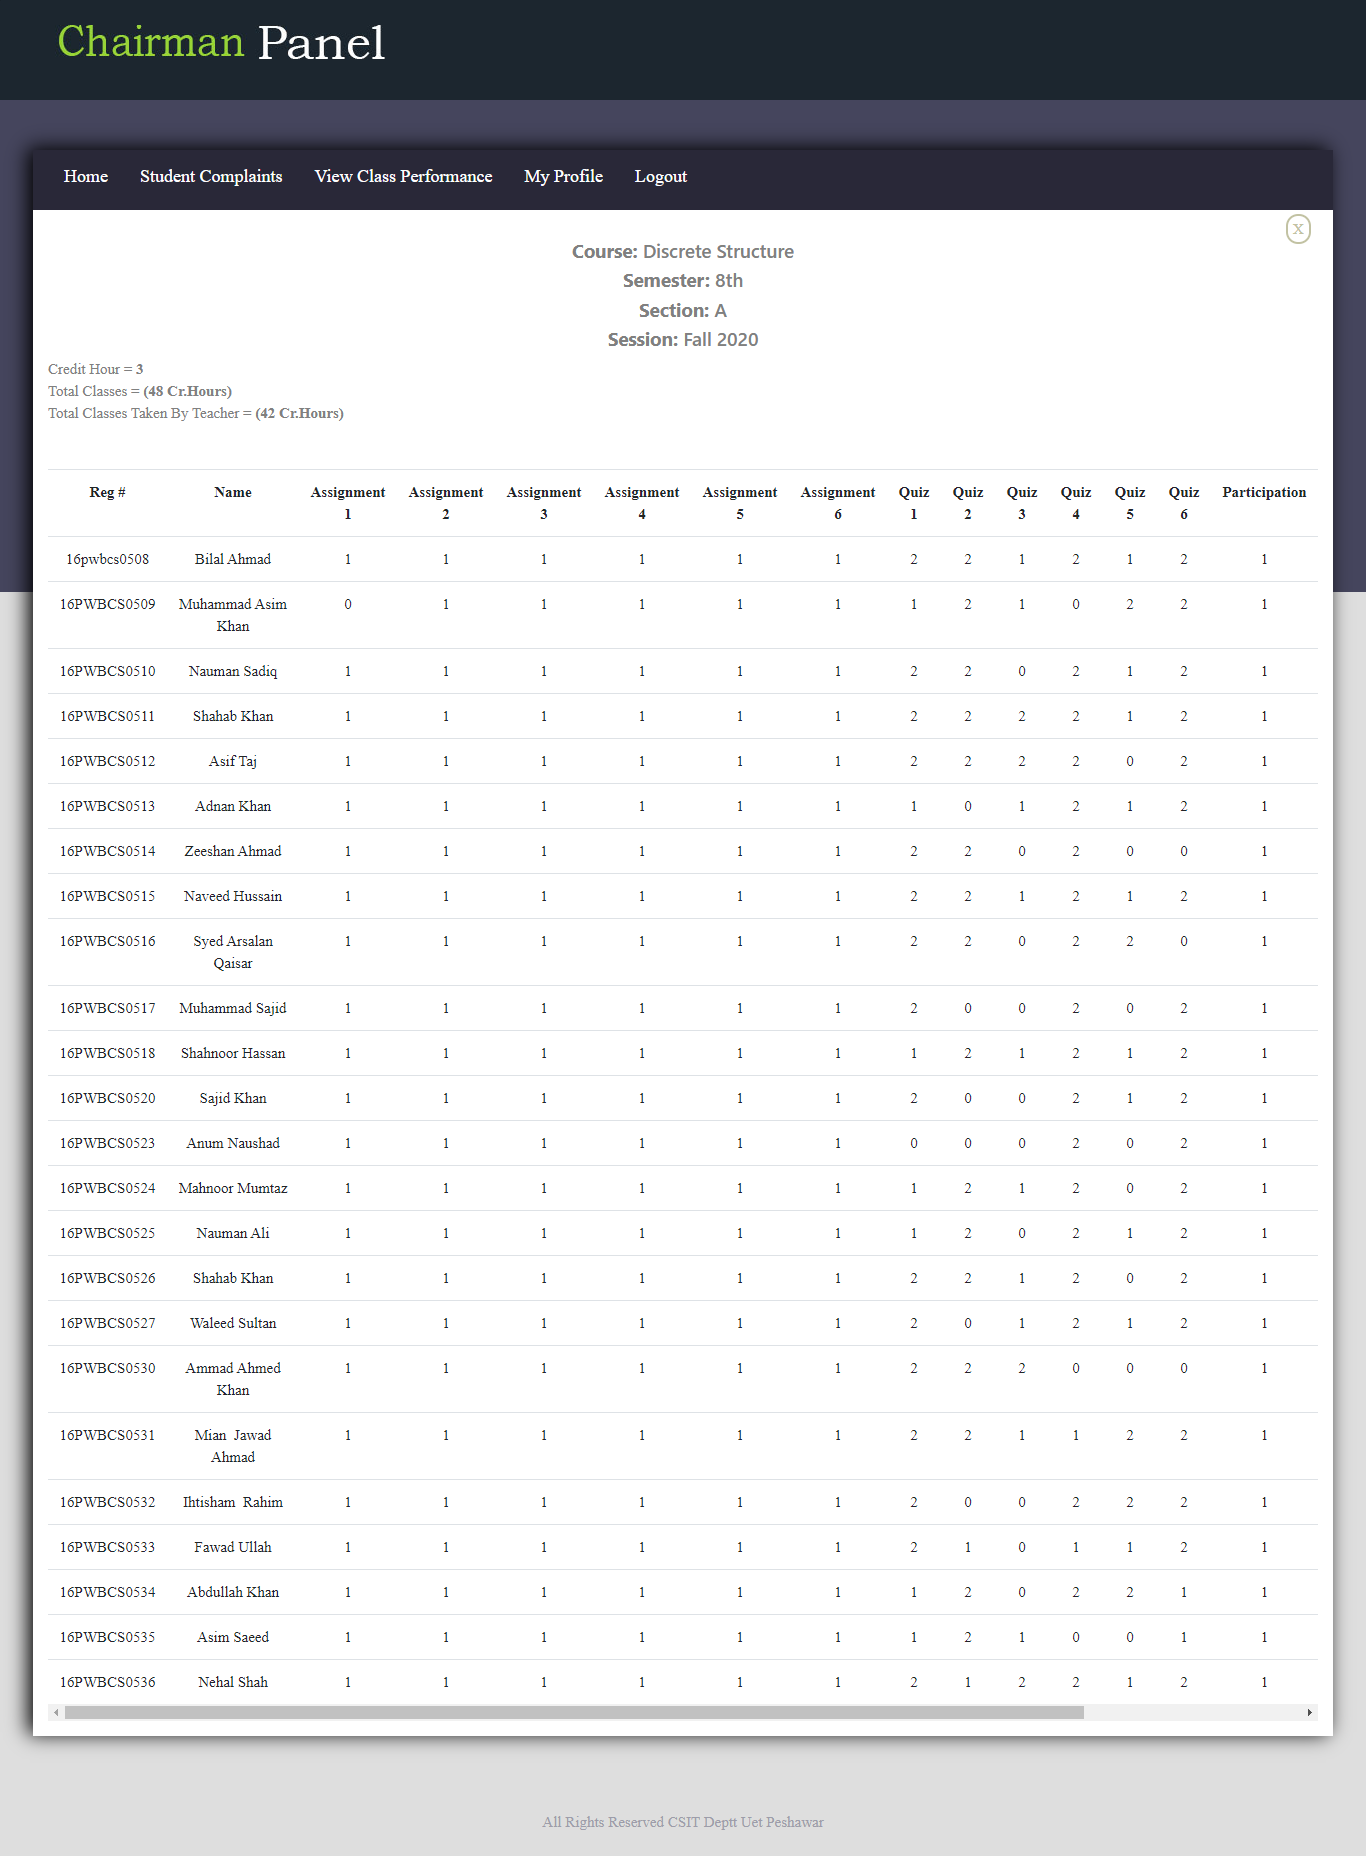 Chairman Panel
Home Student Complaints View Class Performance My Profile Logout
X
Course: Discrete Structure
Semester: 8th
Section: A
Session: Fall 2020
Credit Hour = 3
Total Classes = (48 Cr.Hours)
Total Classes Taken By Teacher = (42 Cr.Hours)
Reg # Name Assignment 1 Assignment 2 Assignment 3 Assignment 4 Assignment 5 Assignment 6 Quiz 1 Quiz 2 Quiz 3 Quiz 4 Quiz 5 Quiz 6 Participation
16pwbcs0508 Bilal Ahmad 1 1 1 1 1 1 2 2 1 2 1 2 1
16PWBCS0509 Muhammad Asim Khan 0 1 1 1 1 1 1 2 1 0 2 2 1
16PWBCS0510 Nauman Sadiq 1 1 1 1 1 1 2 2 0 2 1 2 1
16PWBCS0511 Shahab Khan 1 1 1 1 1 1 2 2 2 2 1 2 1
16PWBCS0512 Asif Taj 1 1 1 1 1 1 2 2 2 2 0 2 1
16PWBCS0513 Adnan Khan 1 1 1 1 1 1 1 0 1 2 1 2 1
16PWBCS0514 Zeeshan Ahmad 1 1 1 1 1 1 2 2 0 2 0 0 1
16PWBCS0515 Naveed Hussain 1 1 1 1 1 1 2 2 1 2 1 2 1
16PWBCS0516 Syed Arsalan Qaisar 1 1 1 1 1 1 2 2 0 2 2 0 1
16PWBCS0517 Muhammad Sajid 1 1 1 1 1 1 2 0 0 2 0 2 1
16PWBCS0518 Shahnoor Hassan 1 1 1 1 1 1 1 2 1 2 1 2 1
16PWBCS0520 Sajid Khan 1 1 1 1 1 1 2 0 0 2 1 2 1
16PWBCS0523 Anum Naushad 1 1 1 1 1 1 0 0 0 2 0 2 1
16PWBCS0524 Mahnoor Mumtaz 1 1 1 1 1 1 1 2 1 2 0 2 1
16PWBCS0525 Nauman Ali 1 1 1 1 1 1 1 2 0 2 1 2 1
16PWBCS0526 Shahab Khan 1 1 1 1 1 1 2 2 1 2 0 2 1
16PWBCS0527 Waleed Sultan 1 1 1 1 1 1 2 0 1 2 1 2 1
16PWBCS0530 Ammad Ahmed Khan 1 1 1 1 1 1 2 2 2 0 0 0 1
16PWBCS0531 Mian Jawad Ahmad 1 1 1 1 1 1 2 2 1 1 2 2 1
16PWBCS0532 Ihtisham Rahim 1 1 1 1 1 1 2 0 0 2 2 2 1
16PWBCS0533 Fawad Ullah 1 1 1 1 1 1 2 1 0 1 1 2 1
16PWBCS0534 Abdullah Khan 1 1 1 1 1 1 1 2 0 2 2 1 1
16PWBCS0535 Asim Saeed 1 1 1 1 1 1 1 2 1 0 0 1 1
16PWBCS0536 Nehal Shah 1 1 1 1 1 1 2 1 2 2 1 2 1
All Rights Reserved CSIT Deptt Uet Peshawar